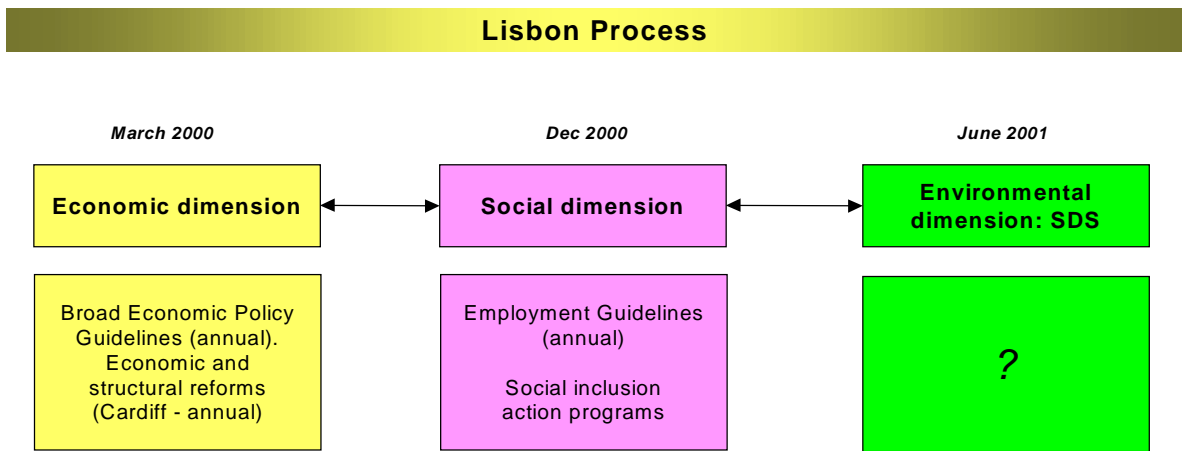 Lisbon Process
March 2000
Dec 2000
June 2001
Economic dimension
Social dimension
Environmental
dimension: SDS
Broad Economic Policy
Guidelines (annual).
Economic and
structural reforms
(Cardiff - annual)
Employment Guidelines
(annual)
Social inclusion
action programs
?